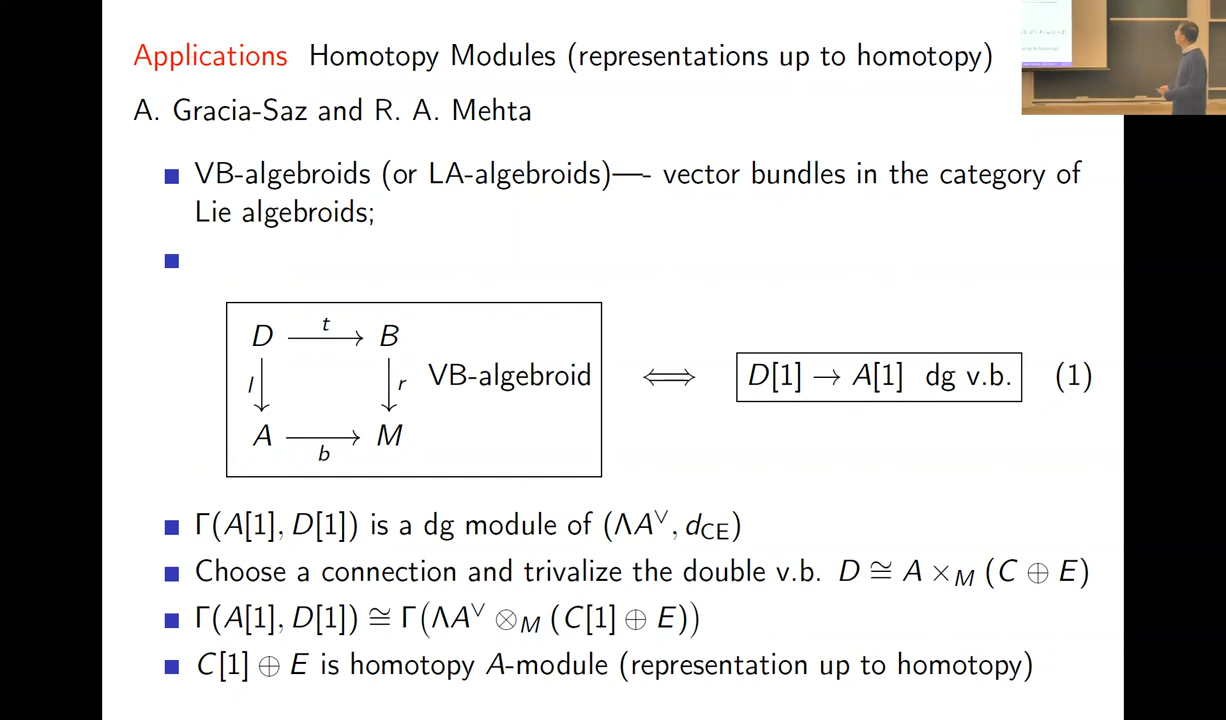 Applications Homotopy Modules (representations up to homotopy)
A. Gracia-Saz and R. A. Mehta
VB-algebroids (or LA-algebroids)—- vector bundles in the category of
Lie algebroids;
D t B
l r VB-algebroid ⟺ D[1] → A[1] dg v.b. (1)
A b M
Γ(A[1], D[1]) is a dg module of (ΛA^∨, d_CE)
Choose a connection and trivalize the double v.b. D ≅ A ×_M (C ⊕ E)
Γ(A[1], D[1]) ≅ Γ(ΛA^∨ ⊗_M (C[1] ⊕ E))
C[1] ⊕ E is homotopy A-module (representation up to homotopy)